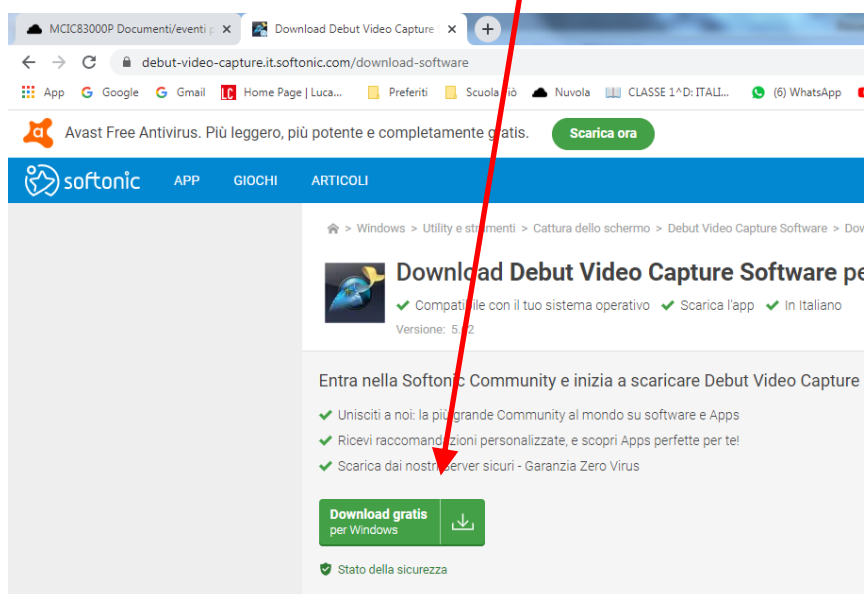 MCIC83000P Documenti/eventi
Download Debut Video Capture
debut-video-capture.it.softonic.com/download-software
App Google Gmail Home Page | Luca... Preferiti Scuola Nuvola CLASSE 1^D: ITALI... (6) WhatsApp
Avast Free Antivirus. Più leggero, più potente e completamente gratis. Scarica ora
softonic APP GIOCHI ARTICOLI
> Windows > Utility e strumenti > Cattura dello schermo > Debut Video Capture Software > Dow
Download Debut Video Capture Software pe
Compatibile con il tuo sistema operativo Scarica l'app In Italiano
Versione:
Entra nella Softonic Community e inizia a scaricare Debut Video Capture
Unisciti a noi: la più grande Community al mondo su software e Apps
Ricevi raccomandazioni personalizzate, e scopri Apps perfette per te!
Scarica dai nostri server sicuri - Garanzia Zero Virus
Download gratis
per Windows
Stato della sicurezza